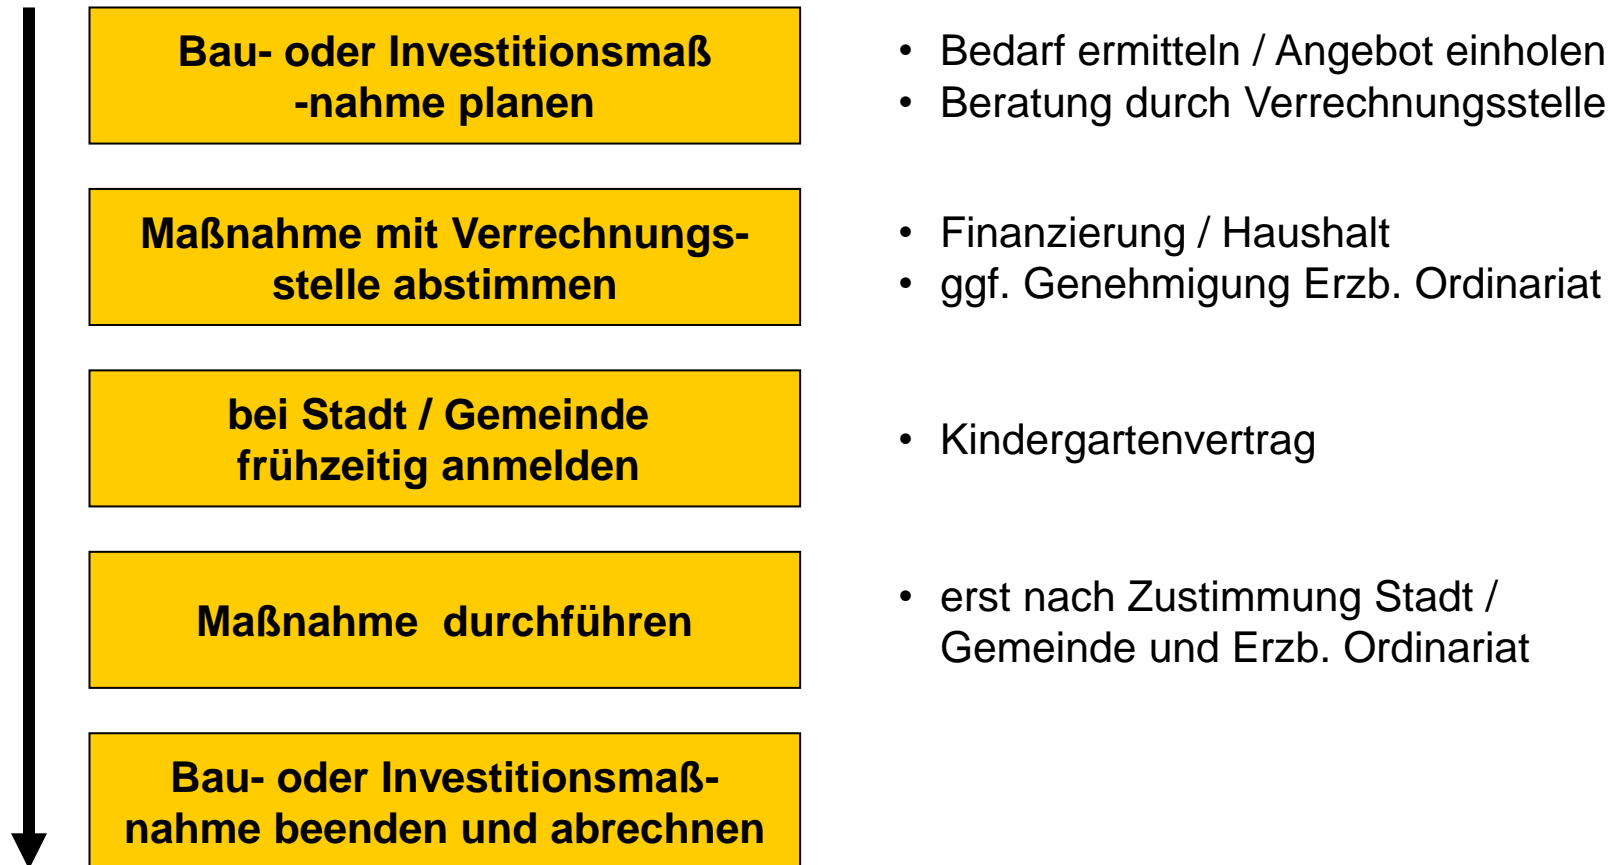 Bau- oder Investitionsmaß
-nahme planen
• Bedarf ermitteln / Angebot einholen
• Beratung durch Verrechnungsstelle
Maßnahme mit Verrechnungs-
stelle abstimmen
• Finanzierung / Haushalt
• ggf. Genehmigung Erzb. Ordinariat
bei Stadt / Gemeinde
frühzeitig anmelden
• Kindergartenvertrag
Maßnahme  durchführen
• erst nach Zustimmung Stadt /
Gemeinde und Erzb. Ordinariat
Bau- oder Investitionsmaß-
nahme beenden und abrechnen